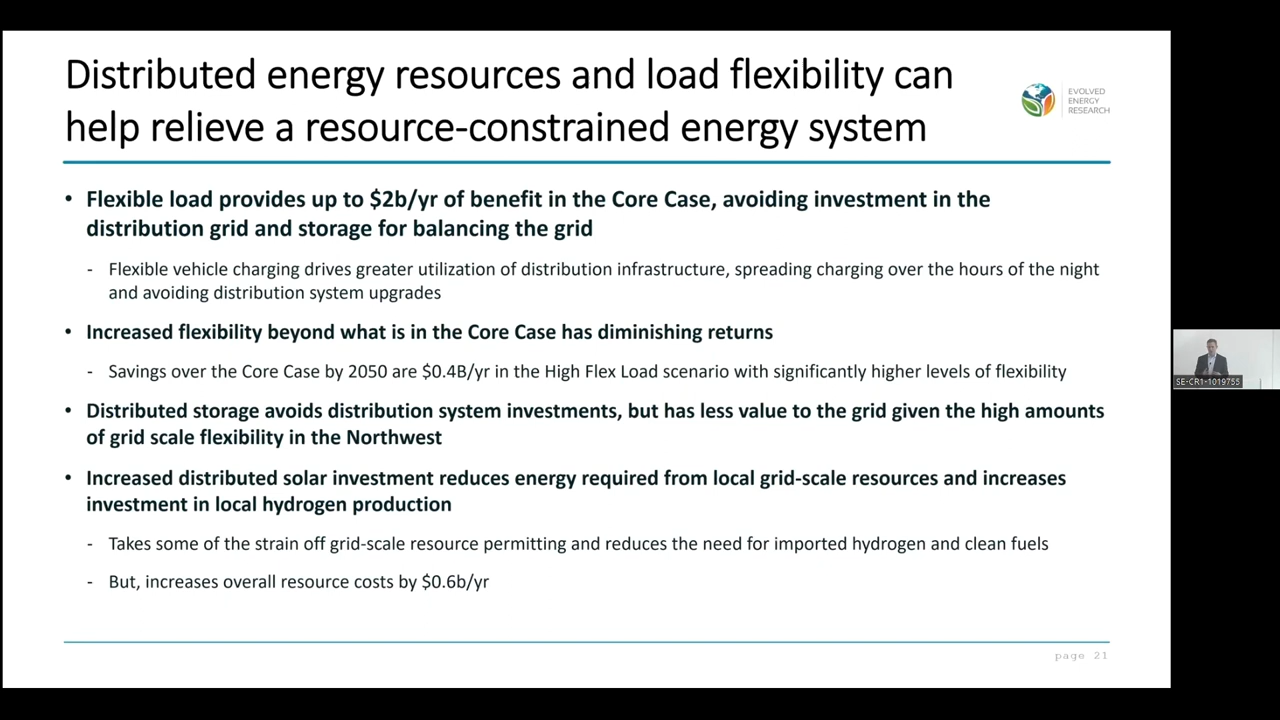 Distributed energy resources and load flexibility can
help relieve a resource-constrained energy system
EVOLVED
ENERGY
RESEARCH
• Flexible load provides up to $2b/yr of benefit in the Core Case, avoiding investment in the
distribution grid and storage for balancing the grid
- Flexible vehicle charging drives greater utilization of distribution infrastructure, spreading charging over the hours of the night
and avoiding distribution system upgrades
• Increased flexibility beyond what is in the Core Case has diminishing returns
- Savings over the Core Case by 2050 are $0.4B/yr in the High Flex Load scenario with significantly higher levels of flexibility
• Distributed storage avoids distribution system investments, but has less value to the grid given the high amounts
of grid scale flexibility in the Northwest
• Increased distributed solar investment reduces energy required from local grid-scale resources and increases
investment in local hydrogen production
- Takes some of the strain off grid-scale resource permitting and reduces the need for imported hydrogen and clean fuels
- But, increases overall resource costs by $0.6b/yr
page 21
SE-CR1-1019755